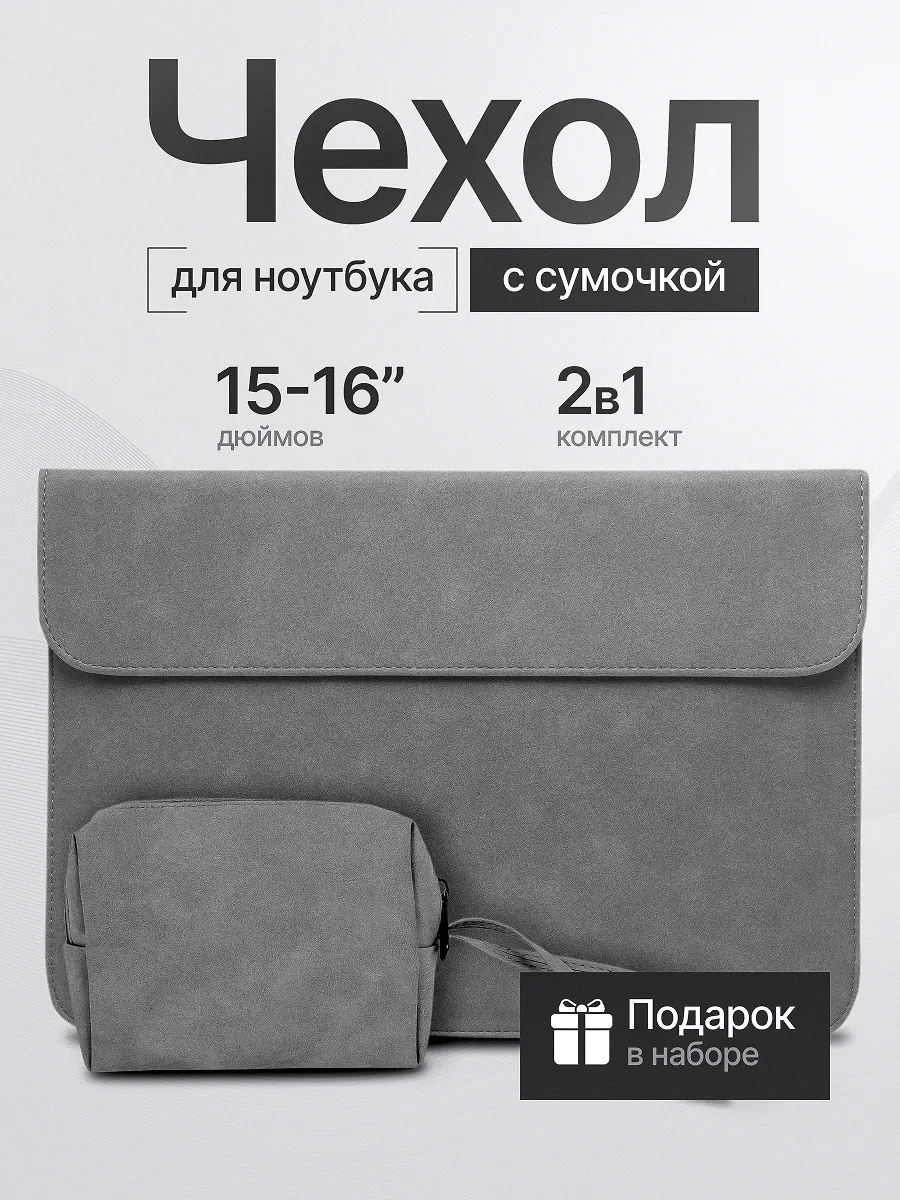 Чехол
для ноутбука
с сумочкой
15-16”
дюймов
2в1
комплект
Подарок
в наборе